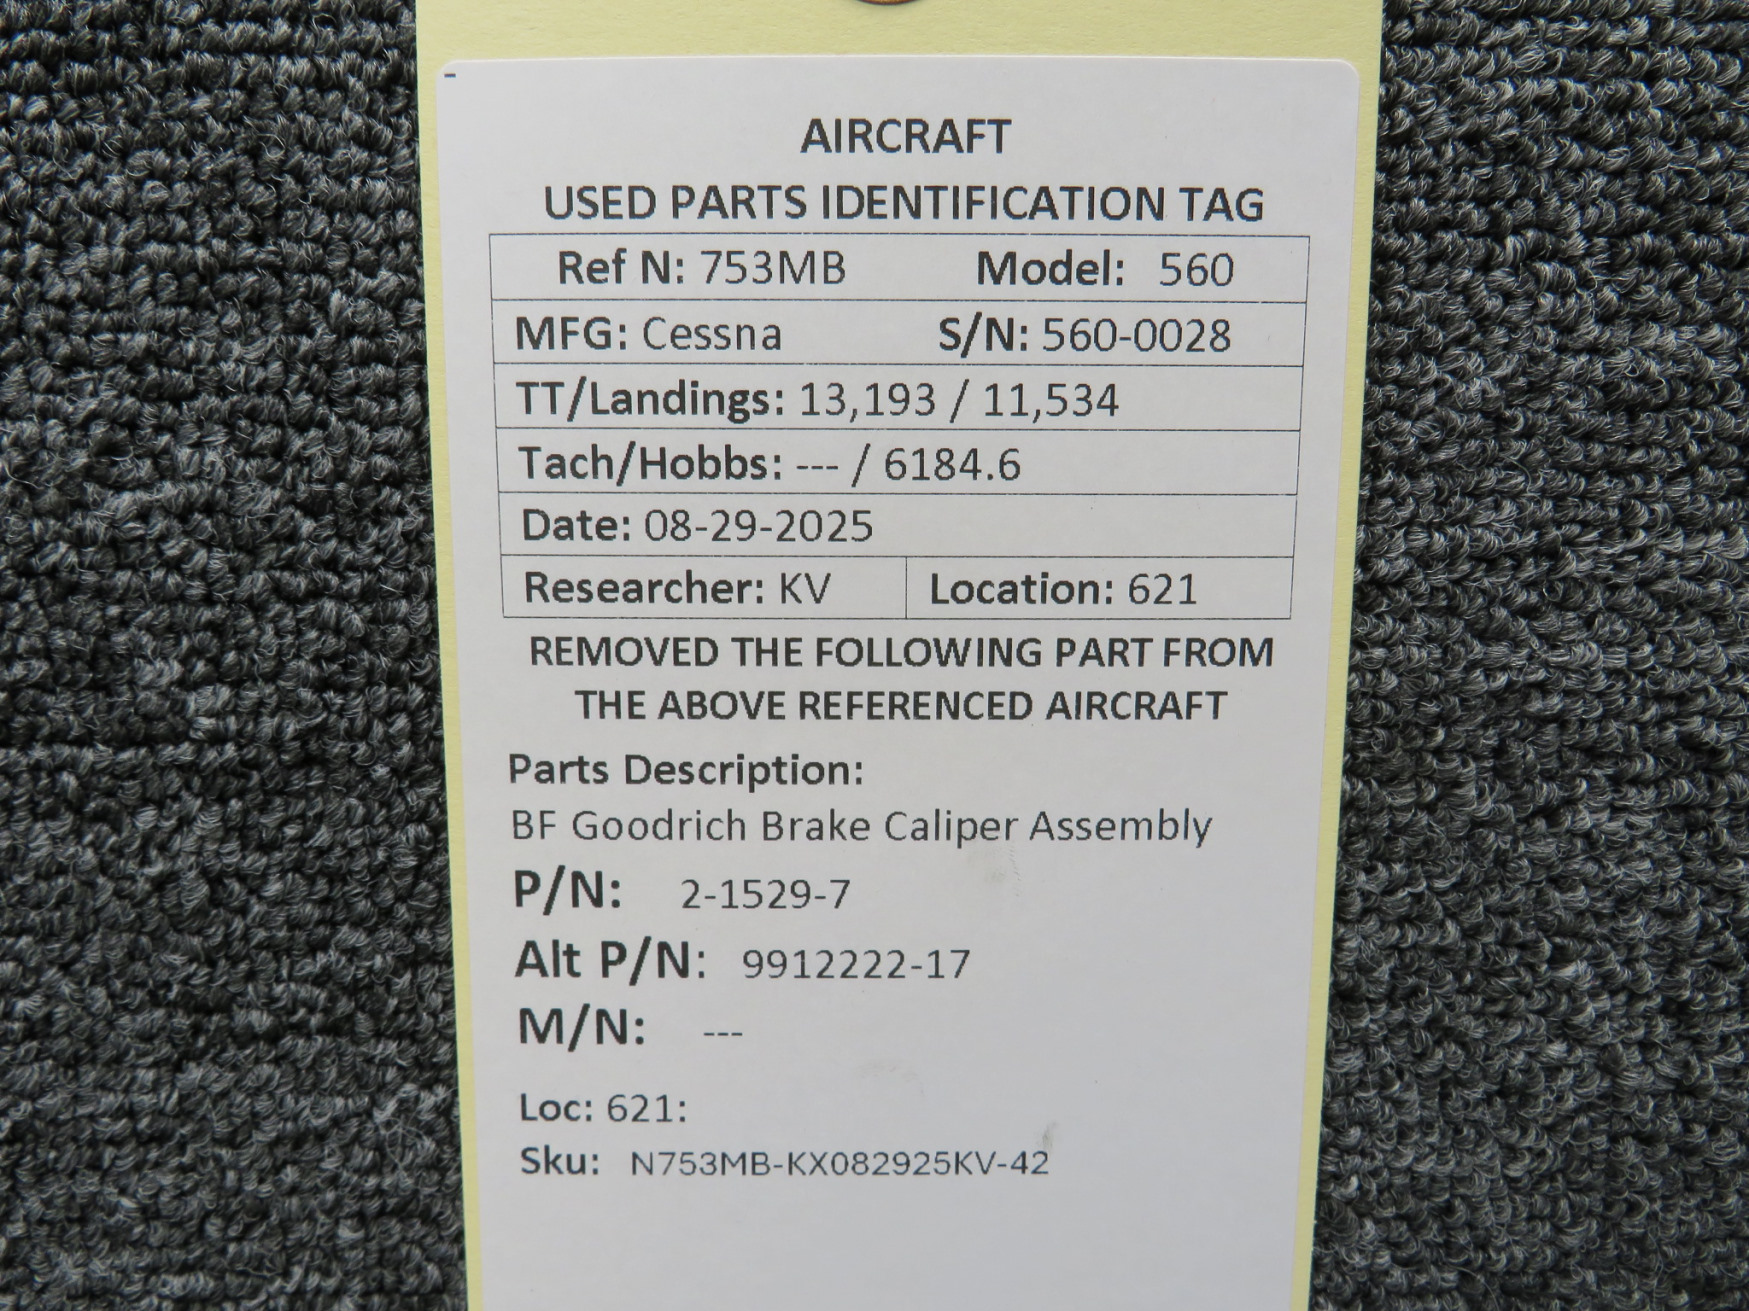 AIRCRAFT
USED PARTS IDENTIFICATION TAG
Ref N: 753MB Model: 560
MFG: Cessna S/N: 560-0028
TT/Landings: 13,193 / 11,534
Tach/Hobbs: --- / 6184.6
Date: 08-29-2025
Researcher: KV Location: 621
REMOVED THE FOLLOWING PART FROM
THE ABOVE REFERENCED AIRCRAFT
Parts Description:
BF Goodrich Brake Caliper Assembly
P/N: 2-1529-7
Alt P/N: 9912222-17
M/N: ---
Loc: 621:
Sku: N753MB-KX082925KV-42